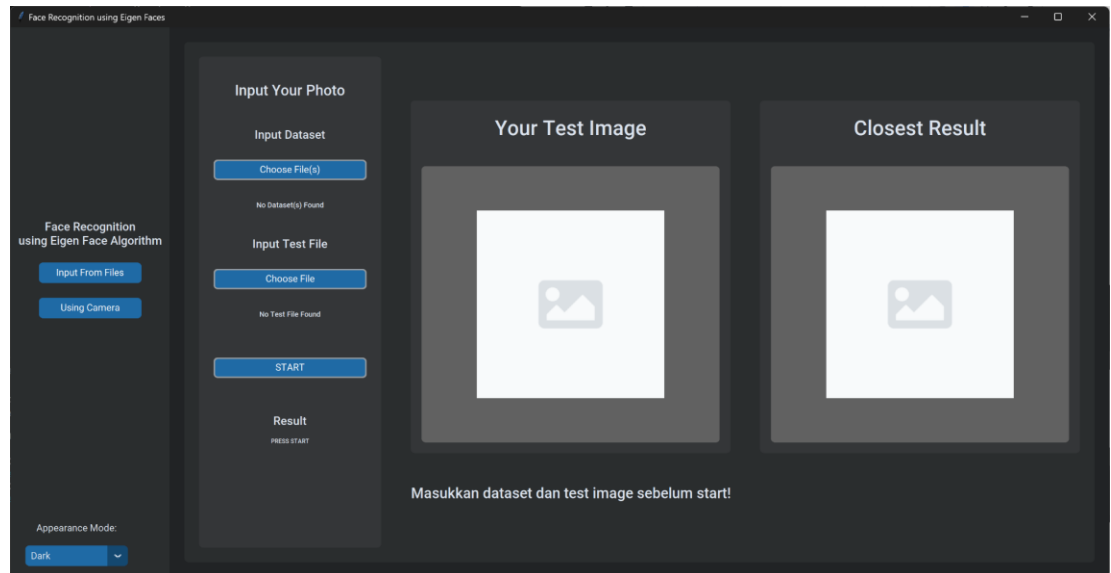 Face Recognition using Eigen Faces
Face Recognition
using Eigen Face Algorithm
Input From Files
Using Camera
Appearance Mode:
Dark
Input Your Photo
Input Dataset
Choose File(s)
No Dataset(s) Found
Input Test File
Choose File
No Test File Found
START
Result
PRESS START
Your Test Image
Closest Result
Masukkan dataset dan test image sebelum start!